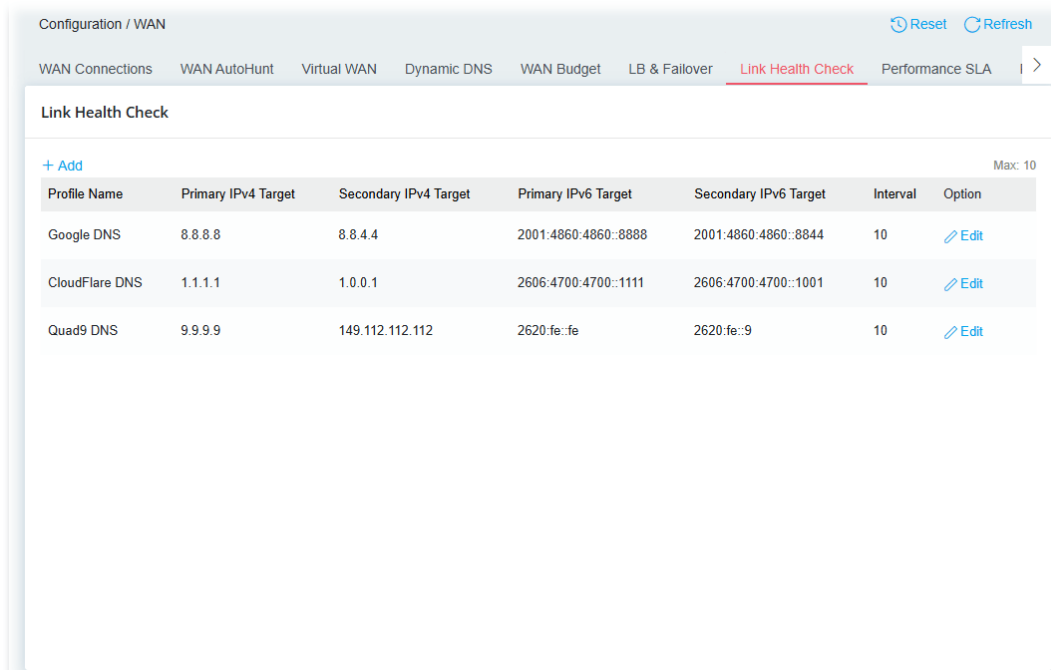 Configuration / WAN Reset Refresh
WAN Connections WAN AutoHunt Virtual WAN Dynamic DNS WAN Budget LB & Failover Link Health Check Performance SLA
Link Health Check
+ Add Max: 10
Profile Name Primary IPv4 Target Secondary IPv4 Target Primary IPv6 Target Secondary IPv6 Target Interval Option
Google DNS 8.8.8.8 8.8.4.4 2001:4860:4860::8888 2001:4860:4860::8844 10 Edit
CloudFlare DNS 1.1.1.1 1.0.0.1 2606:4700:4700::1111 2606:4700:4700::1001 10 Edit
Quad9 DNS 9.9.9.9 149.112.112.112 2620:fe::fe 2620:fe::9 10 Edit